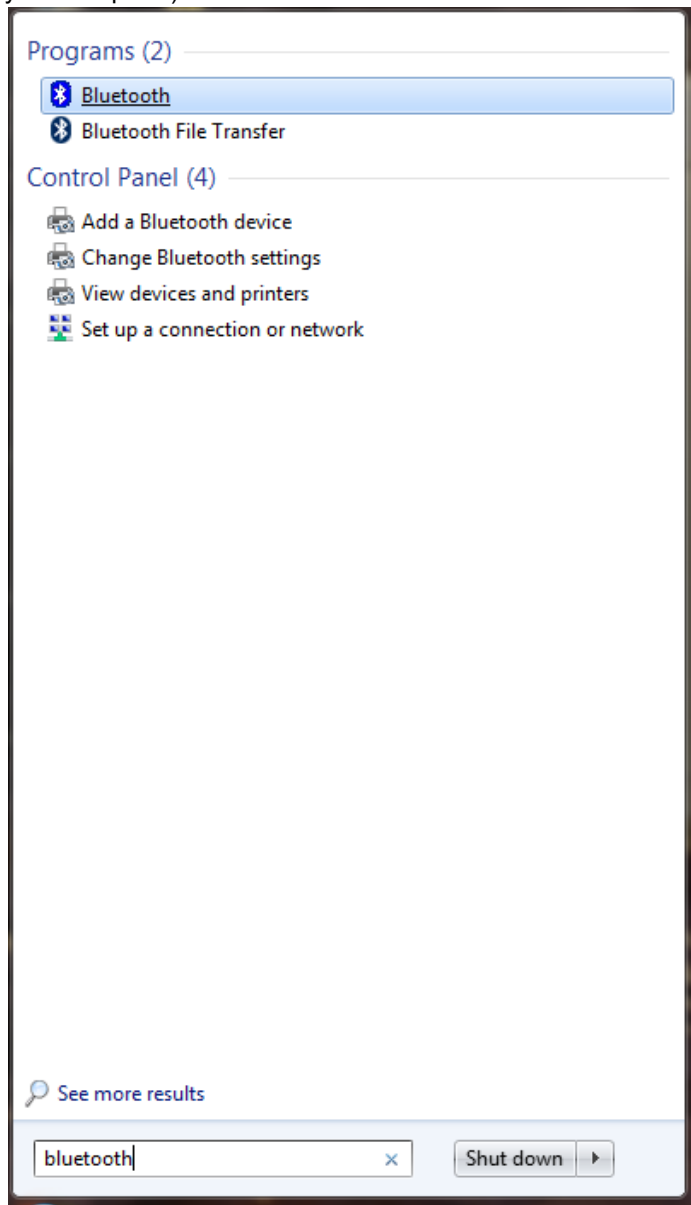 Programs (2)
Bluetooth
Bluetooth File Transfer
Control Panel (4)
Add a Bluetooth device
Change Bluetooth settings
View devices and printers
Set up a connection or network
See more results
bluetooth
Shut down